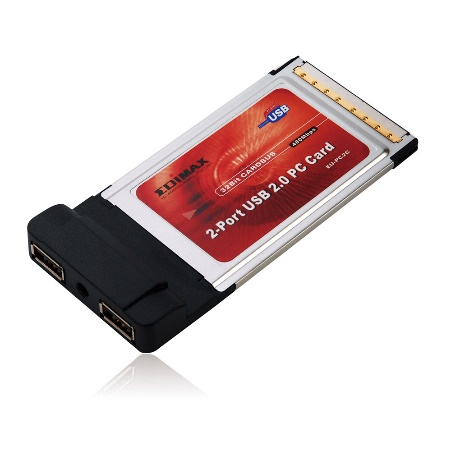 USB
480Mbps
EDIMAX
32Bit CARDBUS
2-Port USB 2.0 PC Card
EU-PC2C